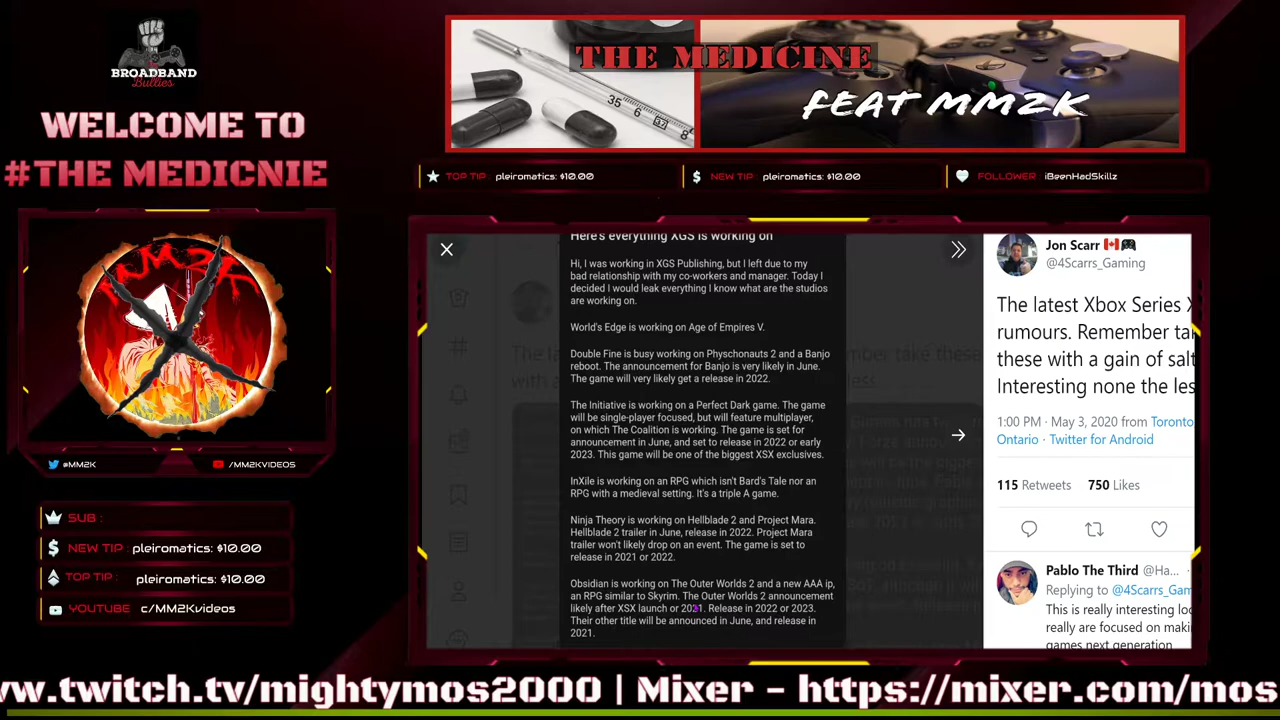 BROADBAND
Bullies
WELCOME TO
#THE MEDICNIE
THE MEDICINE
FEAT MM2K
35
6
37
8
TOP TIP pleiromatics: $10.00
NEW TIP pleiromatics: $10.00
FOLLOWER iBeenHadSkillz
MM2K
@MM2K
/MM2KVIDEOS
SUB :
NEW TIP pleiromatics: $10.00
TOP TIP : pleiromatics: $10.00
YOUTUBE c/MM2Kvideos
Here's everything XGS is working on
Hi, I was working in XGS Publishing, but I left due to my
bad relationship with my co-workers and manager. Today I
decided I would leak everything I know what are the studios
are working on.
World's Edge is working on Age of Empires V.
Double Fine is busy working on Physchonauts 2 and a Banjo
reboot. The announcement for Banjo is very likely in June.
The game will very likely get a release in 2022.
The Initiative is working on a Perfect Dark game. The game
will be single-player focused, but will feature multiplayer,
on which The Coalition is working. The game is set for
announcement in June, and set to release in 2022 or early
2023. This game will be one of the biggest XSX exclusives.
InXile is working on an RPG which isn't Bard's Tale nor an
RPG with a medieval setting. It's a triple A game.
Ninja Theory is working on Hellblade 2 and Project Mara.
Hellblade 2 trailer in June, release in 2022. Project Mara
trailer won't likely drop on an event. The game is set to
release in 2021 or 2022.
Obsidian is working on The Outer Worlds 2 and a new AAA ip,
an RPG similar to Skyrim. The Outer Worlds 2 announcement
likely after XSX launch or 2021. Release in 2022 or 2023.
Their other title will be announced in June, and release in
2021.
Jon Scarr
@4Scarrs_Gaming
The latest Xbox Series X
rumours. Remember ta
these with a gain of salt
Interesting none the les
1:00 PM · May 3, 2020 from Toronto
Ontario · Twitter for Android
115 Retweets 750 Likes
Pablo The Third @Ha... ·
Replying to @4Scarrs_Gam
This is really interesting loo
really are focused on maki
games next generation
ww.twitch.tv/mightymos2000 | Mixer - https://mixer.com/mos